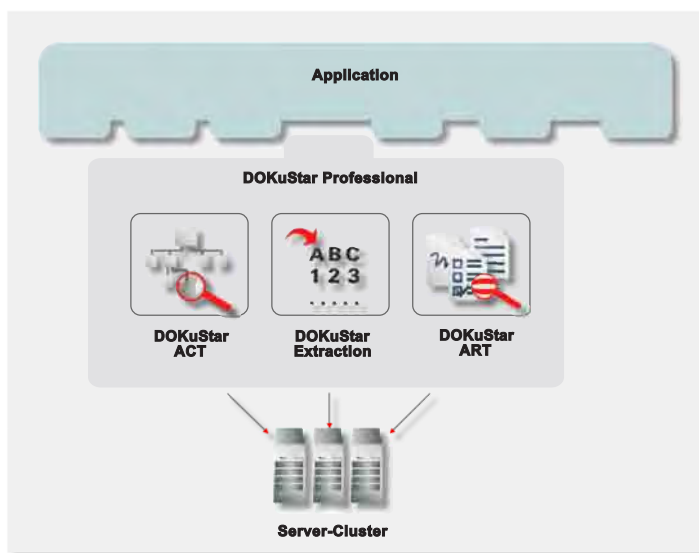 Application
DOKuStar Professional
ABC
123
DOKuStar
ACT
DOKuStar
Extraction
DOKuStar
ART
Server-Cluster